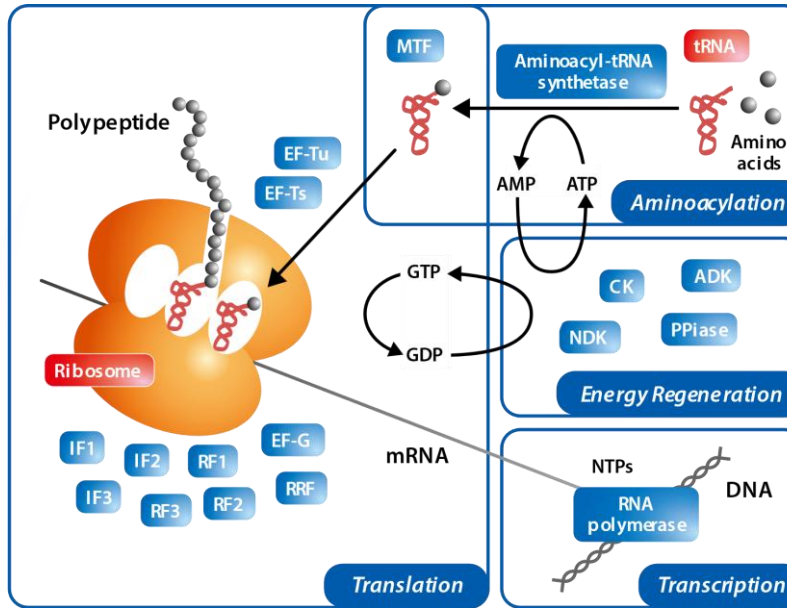 MTF
Aminoacyl-tRNA
synthetase
tRNA
Polypeptide
EF-Tu
EF-Ts
Amino
acids
AMP
ATP
Aminoacylation
GTP
GDP
CK
ADK
NDK
PPiase
Energy Regeneration
Ribosome
IF1
IF2
RF1
EF-G
IF3
RF3
RF2
RRF
mRNA
Translation
NTPs
DNA
RNA
polymerase
Transcription